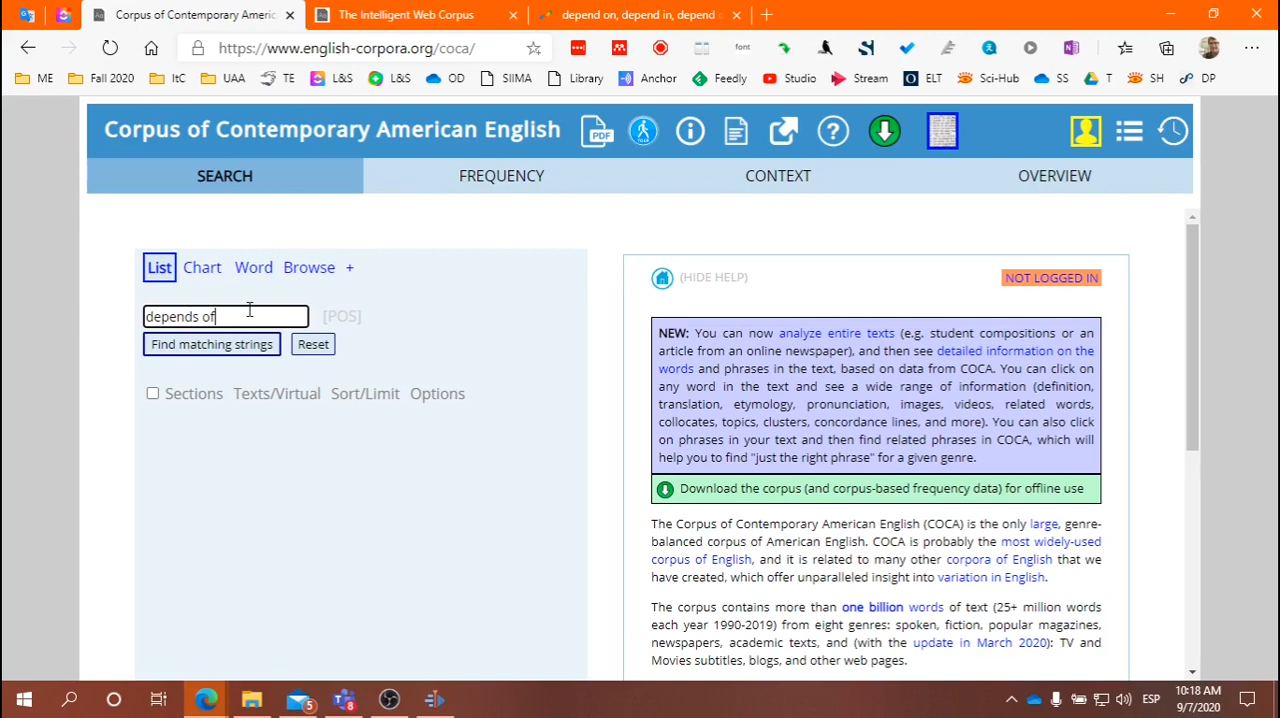 Corpus of Contemporary Americ
The Intelligent Web Corpus
depend on, depend in, depend o
https://www.english-corpora.org/coca/
font
ME Fall 2020 ItC UAA TE L&S L&S OD SIIMA Library Anchor Feedly Studio Stream ELT Sci-Hub SS T SH DP
Corpus of Contemporary American English
PDF
TOUR
SEARCH FREQUENCY CONTEXT OVERVIEW
List Chart Word Browse +
depends of [POS]
Find matching strings Reset
Sections Texts/Virtual Sort/Limit Options
(HIDE HELP) NOT LOGGED IN
NEW: You can now analyze entire texts (e.g. student compositions or an
article from an online newspaper), and then see detailed information on the
words and phrases in the text, based on data from COCA. You can click on
any word in the text and see a wide range of information (definition,
translation, etymology, pronunciation, images, videos, related words,
collocates, topics, clusters, concordance lines, and more). You can also click
on phrases in your text and then find related phrases in COCA, which will
help you to find "just the right phrase" for a given genre.
Download the corpus (and corpus-based frequency data) for offline use
The Corpus of Contemporary American English (COCA) is the only large, genre-
balanced corpus of American English. COCA is probably the most widely-used
corpus of English, and it is related to many other corpora of English that we
have created, which offer unparalleled insight into variation in English.
The corpus contains more than one billion words of text (25+ million words
each year 1990-2019) from eight genres: spoken, fiction, popular magazines,
newspapers, academic texts, and (with the update in March 2020): TV and
Movies subtitles, blogs, and other web pages.
5
8
ESP
10:18 AM
9/7/2020